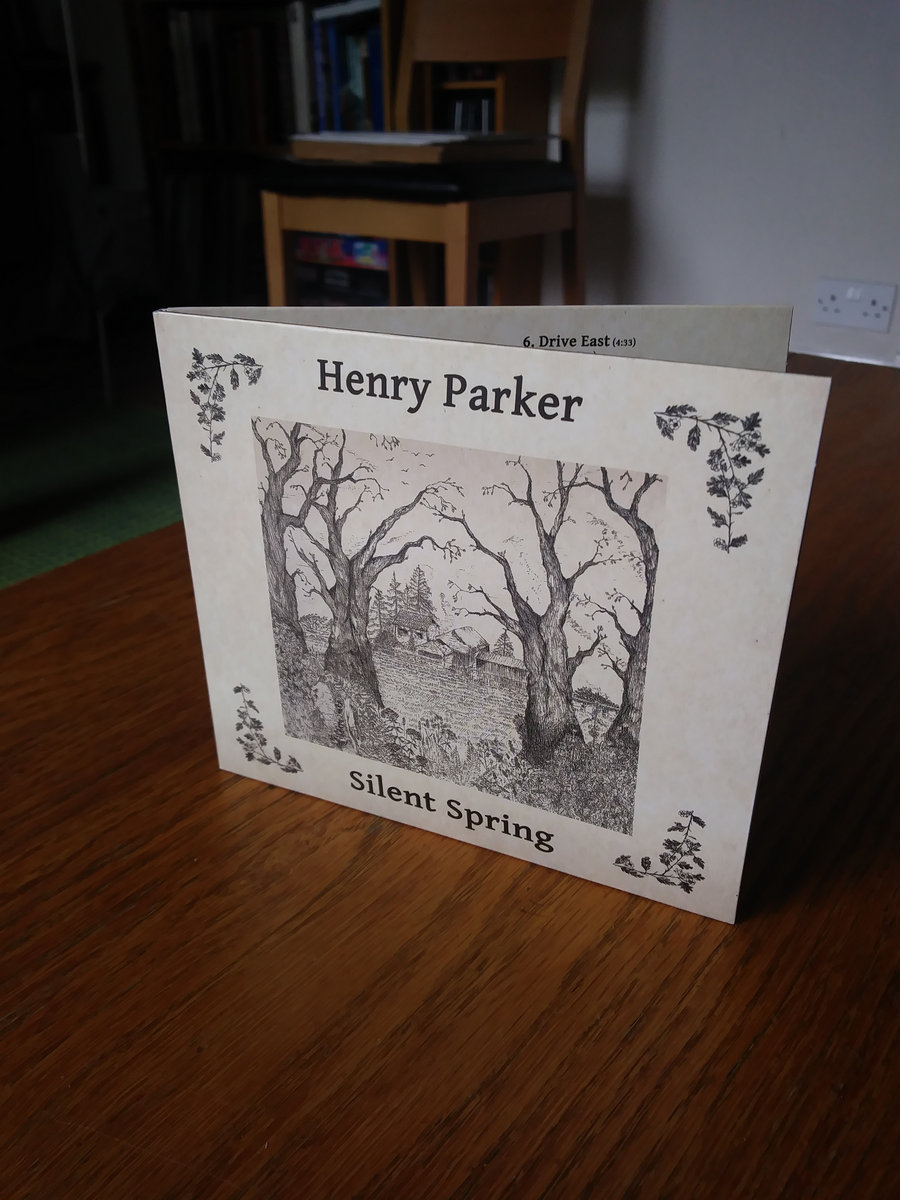 6. Drive East (4:33)
Henry Parker
Silent Spring